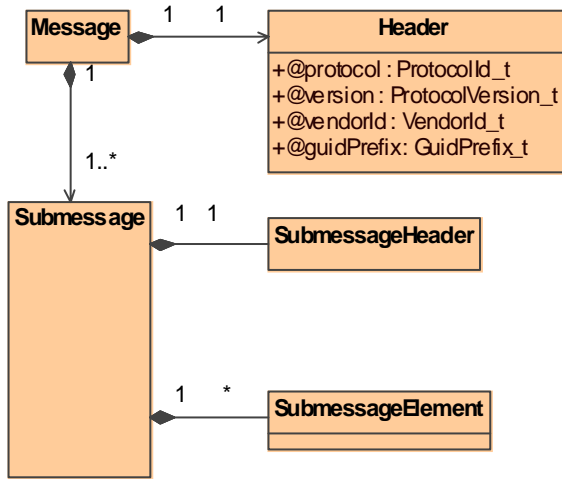 Message
1 1
Header
+@protocol : ProtocolId_t
+@version : ProtocolVersion_t
+@vendorId : VendorId_t
+@guidPrefix: GuidPrefix_t
1
1..*
Submessage
1 1
SubmessageHeader
1 *
SubmessageElement